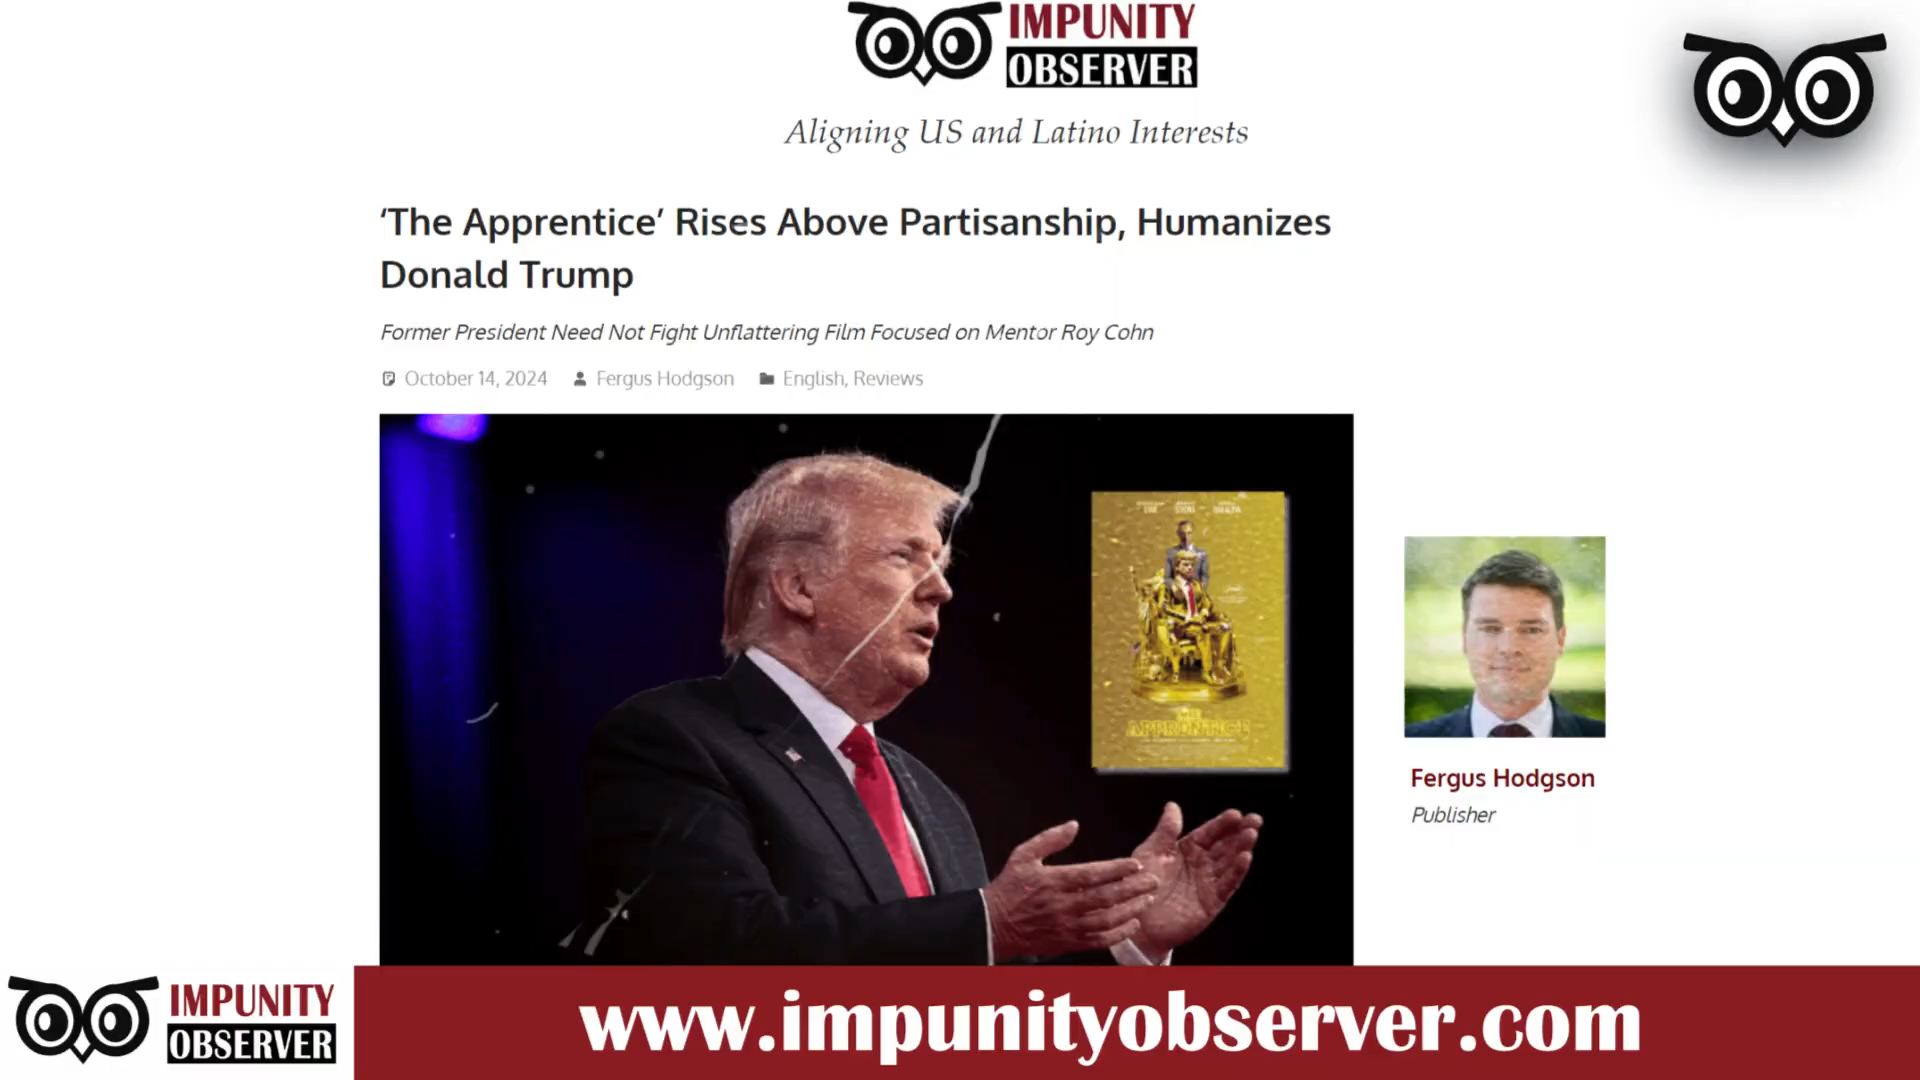 IMPUNITY
OBSERVER
Aligning US and Latino Interests
‘The Apprentice’ Rises Above Partisanship, Humanizes
Donald Trump
Former President Need Not Fight Unflattering Film Focused on Mentor Roy Cohn
October 14, 2024 Fergus Hodgson English, Reviews
THE
APPRENTICE
Fergus Hodgson
Publisher
IMPUNITY
OBSERVER
www.impunityobserver.com